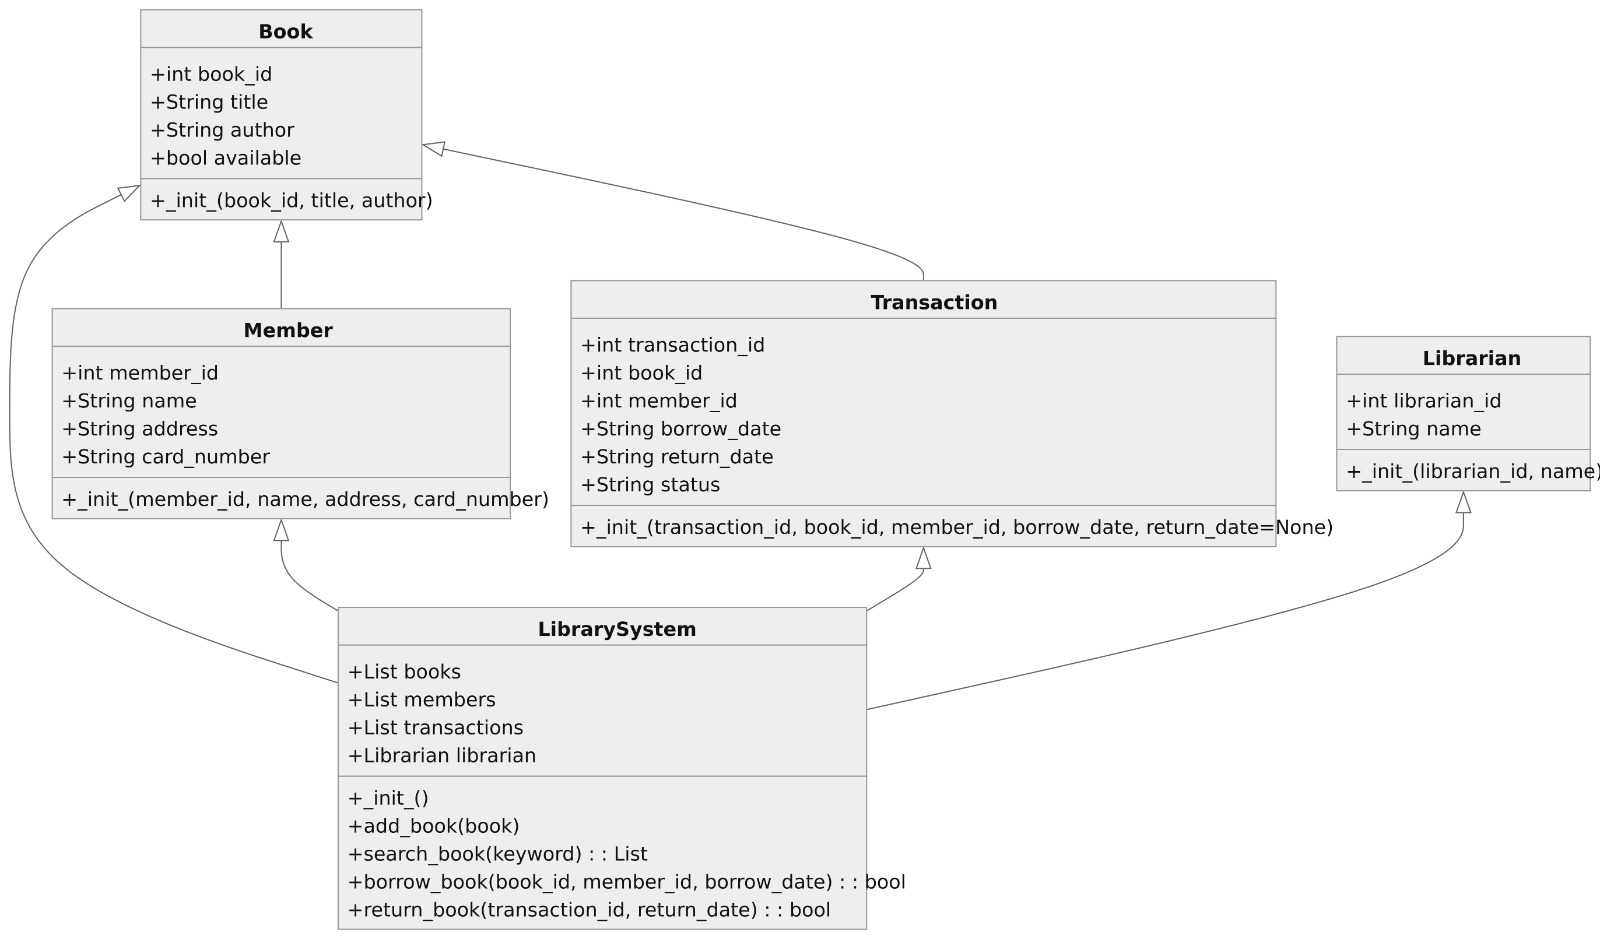 Book
+int book_id
+String title
+String author
+bool available
+_init_(book_id, title, author)
Member
+int member_id
+String name
+String address
+String card_number
+_init_(member_id, name, address, card_number)
Transaction
+int transaction_id
+int book_id
+int member_id
+String borrow_date
+String return_date
+String status
+_init_(transaction_id, book_id, member_id, borrow_date, return_date=None)
Librarian
+int librarian_id
+String name
+_init_(librarian_id, name)
LibrarySystem
+List books
+List members
+List transactions
+Librarian librarian
+_init_()
+add_book(book)
+search_book(keyword) : : List
+borrow_book(book_id, member_id, borrow_date) : : bool
+return_book(transaction_id, return_date) : : bool